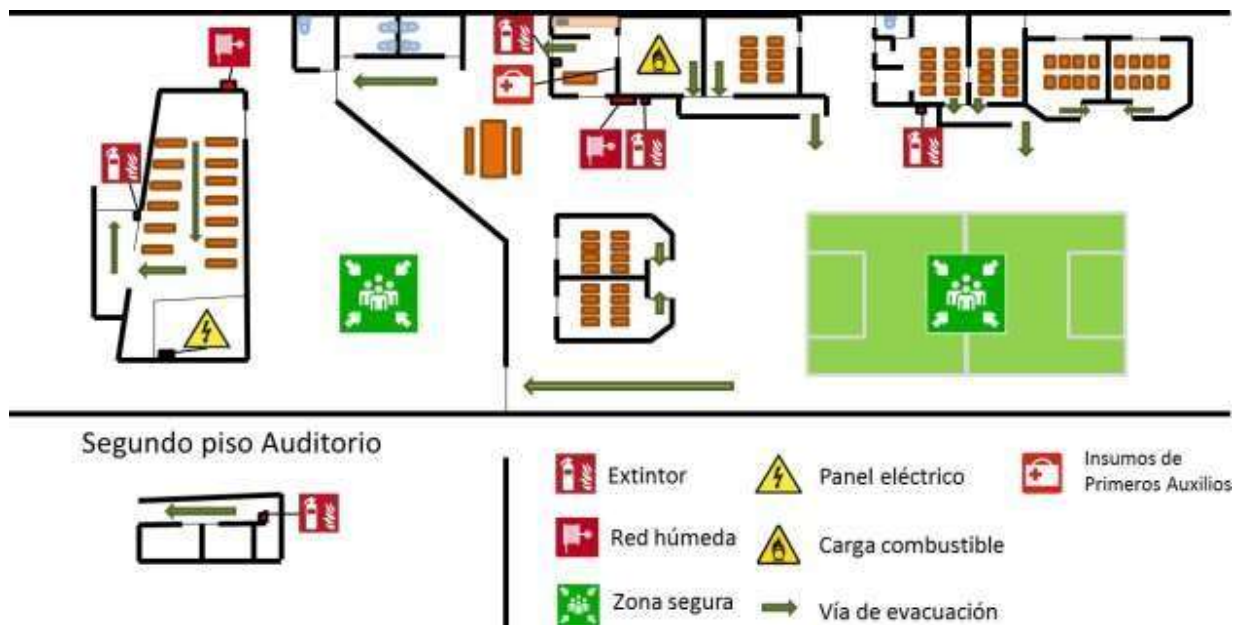 Segundo piso Auditorio
Extintor
Panel eléctrico
Insumos de
Primeros Auxilios
Red húmeda
Carga combustible
Zona segura
Vía de evacuación